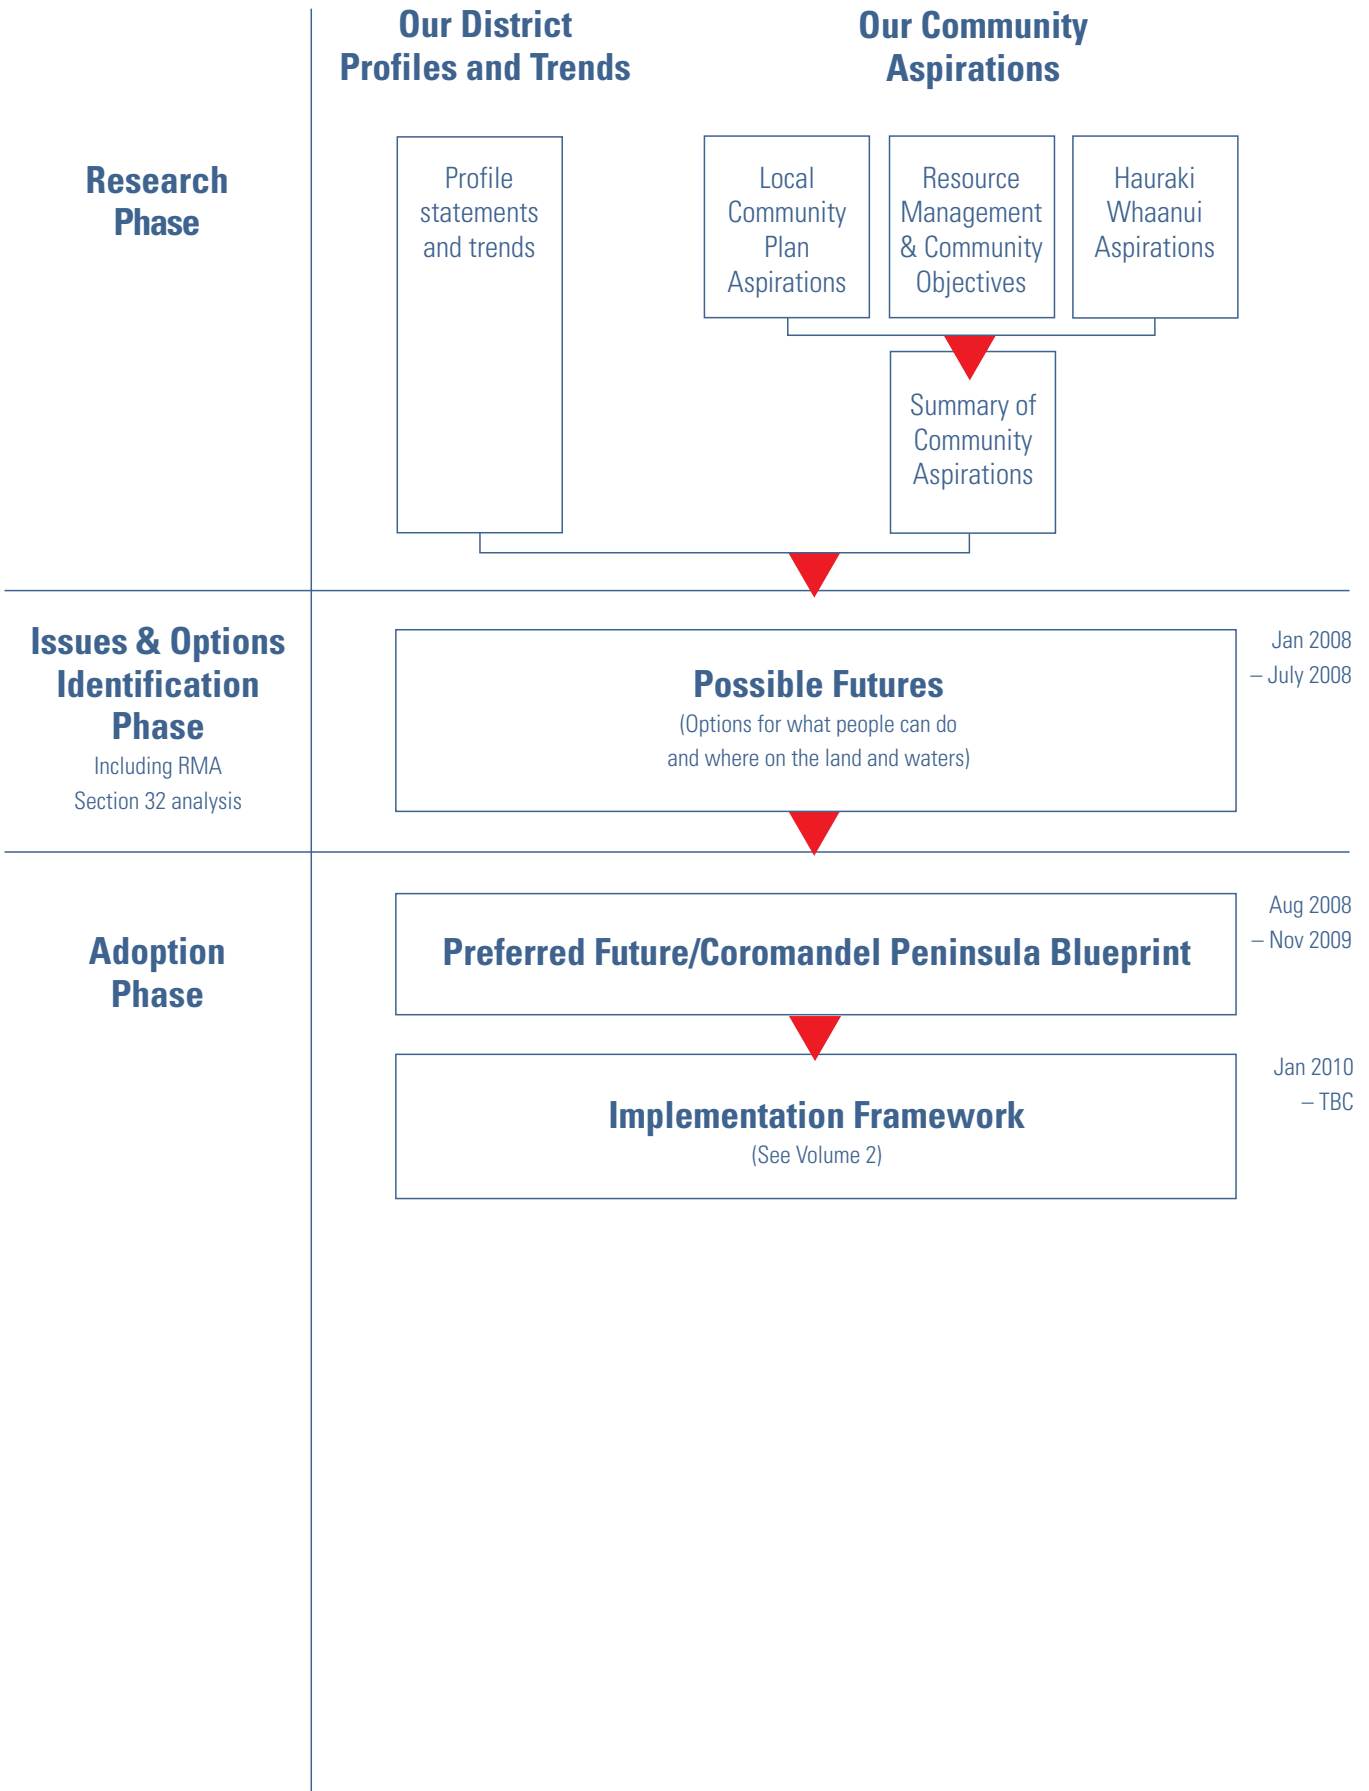 Our District
Profiles and Trends
Our Community
Aspirations
Research
Phase
Profile
statements
and trends
Local
Community
Plan
Aspirations
Resource
Management
& Community
Objectives
Hauraki
Whaanui
Aspirations
Summary of
Community
Aspirations
Issues & Options
Identification
Phase
Including RMA
Section 32 analysis
Possible Futures
(Options for what people can do
and where on the land and waters)
Jan 2008
– July 2008
Adoption
Phase
Preferred Future/Coromandel Peninsula Blueprint
Aug 2008
– Nov 2009
Implementation Framework
(See Volume 2)
Jan 2010
– TBC